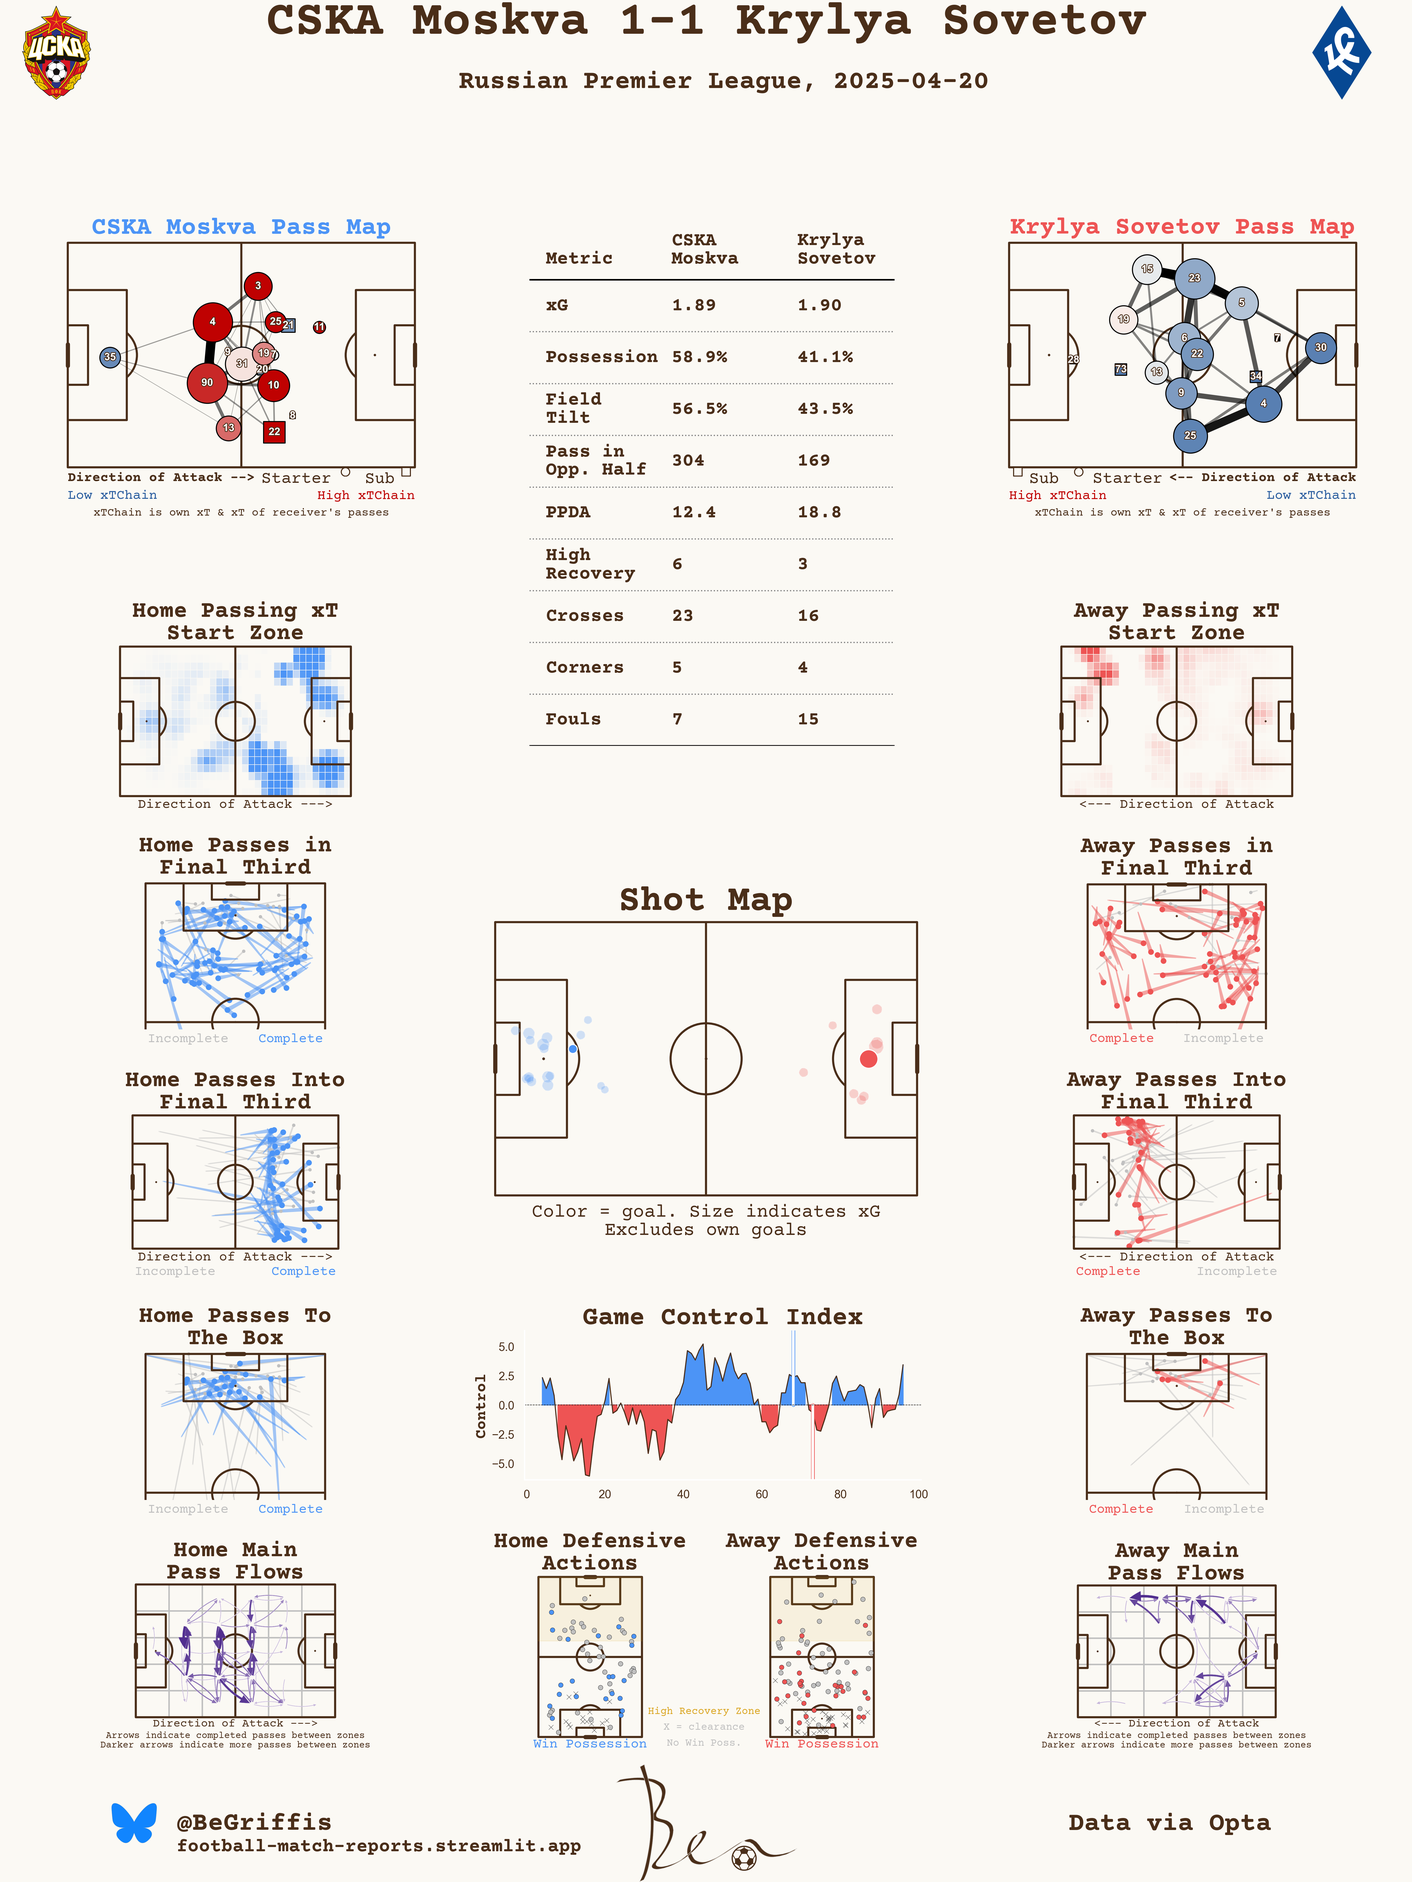 CSKA Moskva 1-1 Krylya Sovetov
Russian Premier League, 2025-04-20
ЦСКА
CSKA Moskva Pass Map
3
4
25
21
11
35
9
19
31
20
90
10
13
22
8
Direction of Attack --> Starter Sub
Low xTChain High xTChain
xTChain is own xT & xT of receiver's passes
Metric CSKA Moskva Krylya Sovetov
xG 1.89 1.90
Possession 58.9% 41.1%
Field Tilt 56.5% 43.5%
Pass in Opp. Half 304 169
PPDA 12.4 18.8
High Recovery 6 3
Crosses 23 16
Corners 5 4
Fouls 7 15
Krylya Sovetov Pass Map
15
23
5
19
6
7
22
30
28
73
13
34
9
4
25
Sub Starter <-- Direction of Attack
High xTChain Low xTChain
xTChain is own xT & xT of receiver's passes
Home Passing xT
Start Zone
Direction of Attack --->
Away Passing xT
Start Zone
<--- Direction of Attack
Home Passes in
Final Third
Incomplete Complete
Shot Map
Color = goal. Size indicates xG
Excludes own goals
Away Passes in
Final Third
Complete Incomplete
Home Passes Into
Final Third
Direction of Attack --->
Incomplete Complete
Away Passes Into
Final Third
<--- Direction of Attack
Complete Incomplete
Home Passes To
The Box
Incomplete Complete
Game Control Index
Control
5.0
2.5
0.0
−2.5
−5.0
0 20 40 60 80 100
Away Passes To
The Box
Complete Incomplete
Home Main
Pass Flows
Direction of Attack --->
Arrows indicate completed passes between zones
Darker arrows indicate more passes between zones
Home Defensive
Actions
Win Possession
Away Defensive
Actions
Win Possession
High Recovery Zone
X = clearance
No Win Poss.
Away Main
Pass Flows
<--- Direction of Attack
Arrows indicate completed passes between zones
Darker arrows indicate more passes between zones
@BeGriffis
football-match-reports.streamlit.app
Ben
Data via Opta